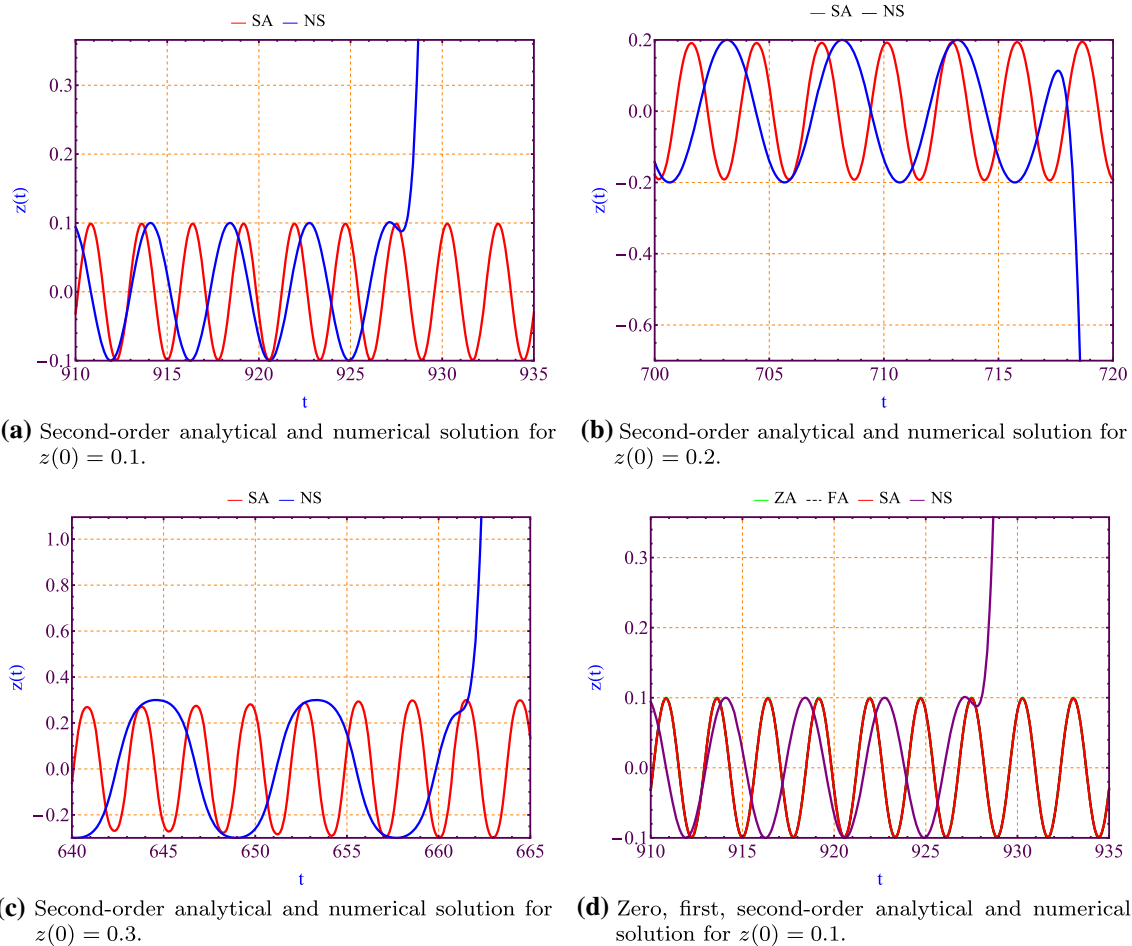 — SA — NS
0.3
0.2
0.1
0.0
−0.1
z(t)
910 915 920 925 930 935
t
(a) Second-order analytical and numerical solution for
z(0) = 0.1.
— SA — NS
0.2
0.0
−0.2
−0.4
−0.6
z(t)
700 705 710 715 720
t
(b) Second-order analytical and numerical solution for
z(0) = 0.2.
— SA — NS
1.0
0.8
0.6
0.4
0.2
0.0
−0.2
z(t)
640 645 650 655 660 665
t
(c) Second-order analytical and numerical solution for
z(0) = 0.3.
— ZA --- FA — SA — NS
0.3
0.2
0.1
0.0
−0.1
z(t)
910 915 920 925 930 935
t
(d) Zero, first, second-order analytical and numerical
solution for z(0) = 0.1.